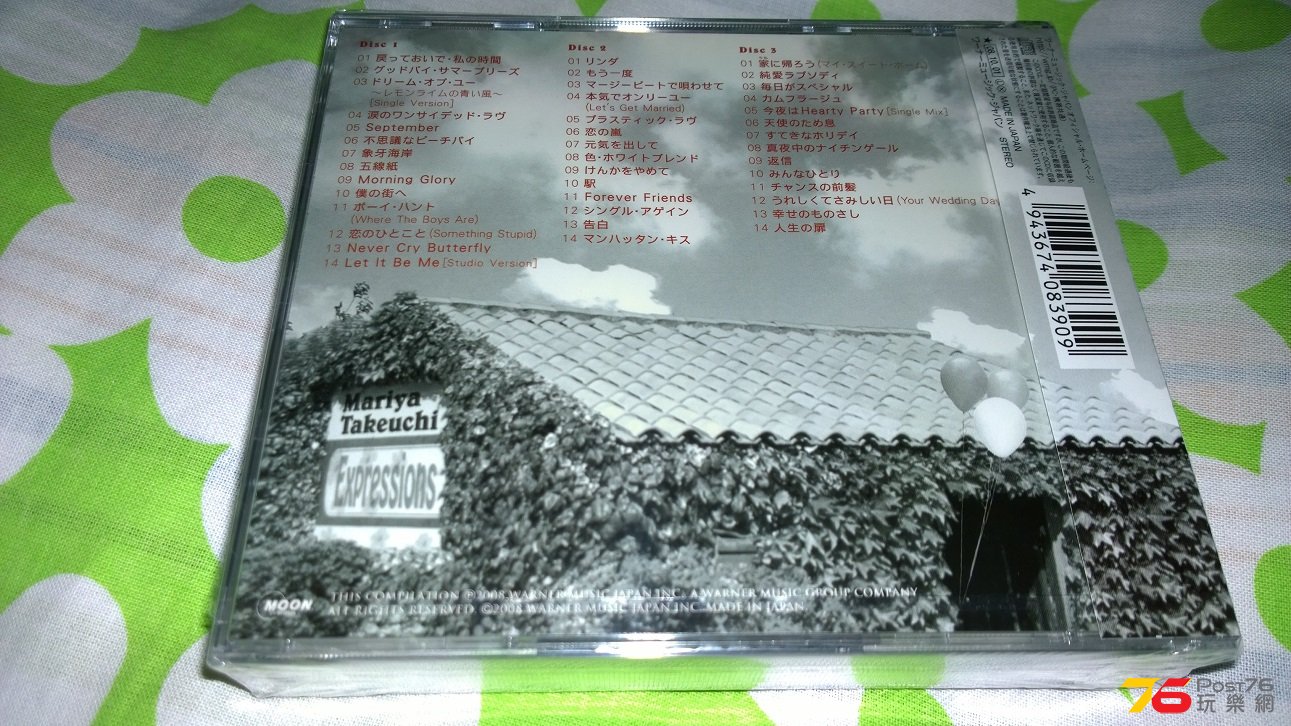 Disc 1
01 戻っておいで・私の時間
02 グッドバイ・サマーブリーズ
03 ドリーム・オブ・ユー
～レモンライムの青い風～
[Single Version]
04 涙のワンサイデッド・ラヴ
05 September
06 不思議なピーチパイ
07 象牙海岸
08 五線紙
09 Morning Glory
10 僕の街へ
11 ボーイ・ハント
(Where The Boys Are)
12 恋のひとこと(Something Stupid)
13 Never Cry Butterfly
14 Let It Be Me[Studio Version]
Disc 2
01 リンダ
02 もう一度
03 マージービートで唄わせて
04 本気でオンリーユー
(Let's Get Married)
05 プラスティック・ラヴ
06 恋の嵐
07 元気を出して
08 色・ホワイトブレンド
09 けんかをやめて
10 駅
11 Forever Friends
12 シングル・アゲイン
13 告白
14 マンハッタン・キス
Disc 3
01 家に帰ろう(マイ・スイート・ホーム)
02 純愛ラプソディ
03 毎日がスペシャル
04 カムフラージュ
05 今夜はHearty Party[Single Mix]
06 天使のため息
07 すてきなホリデイ
08 真夜中のナイチンゲール
09 返信
10 みんなひとり
11 チャンスの前髪
12 うれしくてさみしい日(Your Wedding Day
13 幸せのものさし
14 人生の扉
MADE IN JAPAN
STEREO
4 943674 083909
Mariya
Takeuchi
Expressions
MOON
THIS COMPILATION ℗2008 WARNER MUSIC JAPAN INC. A WARNER MUSIC GROUP COMPANY
ALL RIGHTS RESERVED. ©2008 WARNER MUSIC JAPAN INC. MADE IN JAPAN.
76 Post76
玩樂網